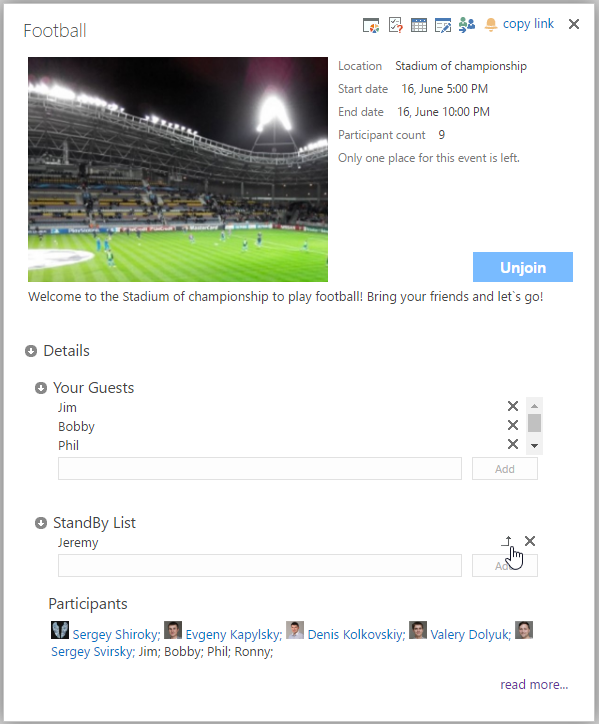 Football
copy link
Location Stadium of championship
Start date 16, June 5:00 PM
End date 16, June 10:00 PM
Participant count 9
Only one place for this event is left.
MasterCard
Unjoin
Welcome to the Stadium of championship to play football! Bring your friends and let`s go!
Details
Your Guests
Jim
Bobby
Phil
Add
StandBy List
Jeremy
Add
Participants
Sergey Shiroky; Evgeny Kapylsky; Denis Kolkovskiy; Valery Dolyuk;
Sergey Svirsky; Jim; Bobby; Phil; Ronny;
read more...